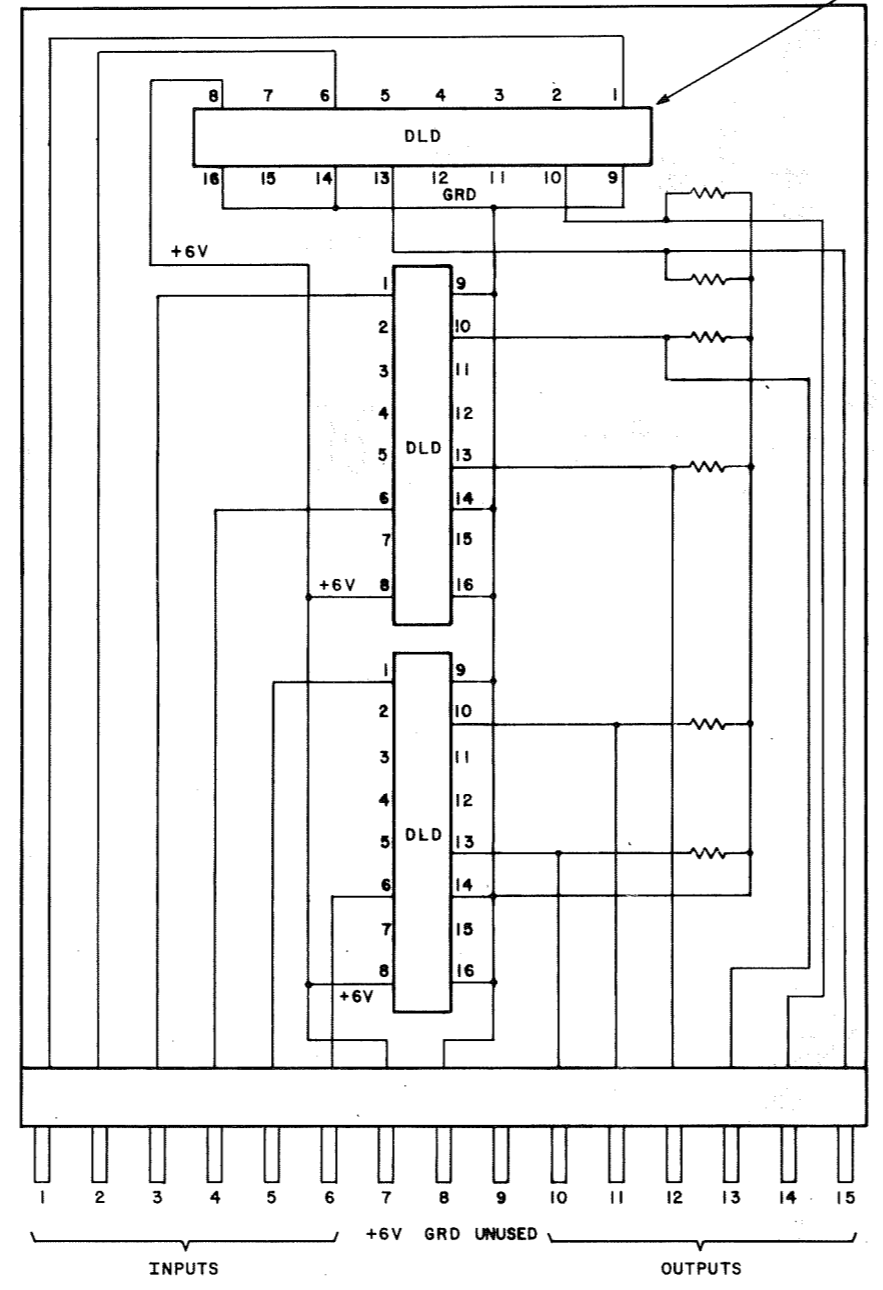 8 7 6 5 4 3 2 1
DLD
16 15 14 13 12 11 10 9
GRD
+6V
1 9
2 10
3 11
4 12
DLD
5 13
6 14
7 15
+6V 8 16
1 9
2 10
3 11
4 12
DLD
5 13
6 14
7 15
8 16
+6V
1 2 3 4 5 6 7 8 9 10 11 12 13 14 15
+6V GRD UNUSED
INPUTS OUTPUTS